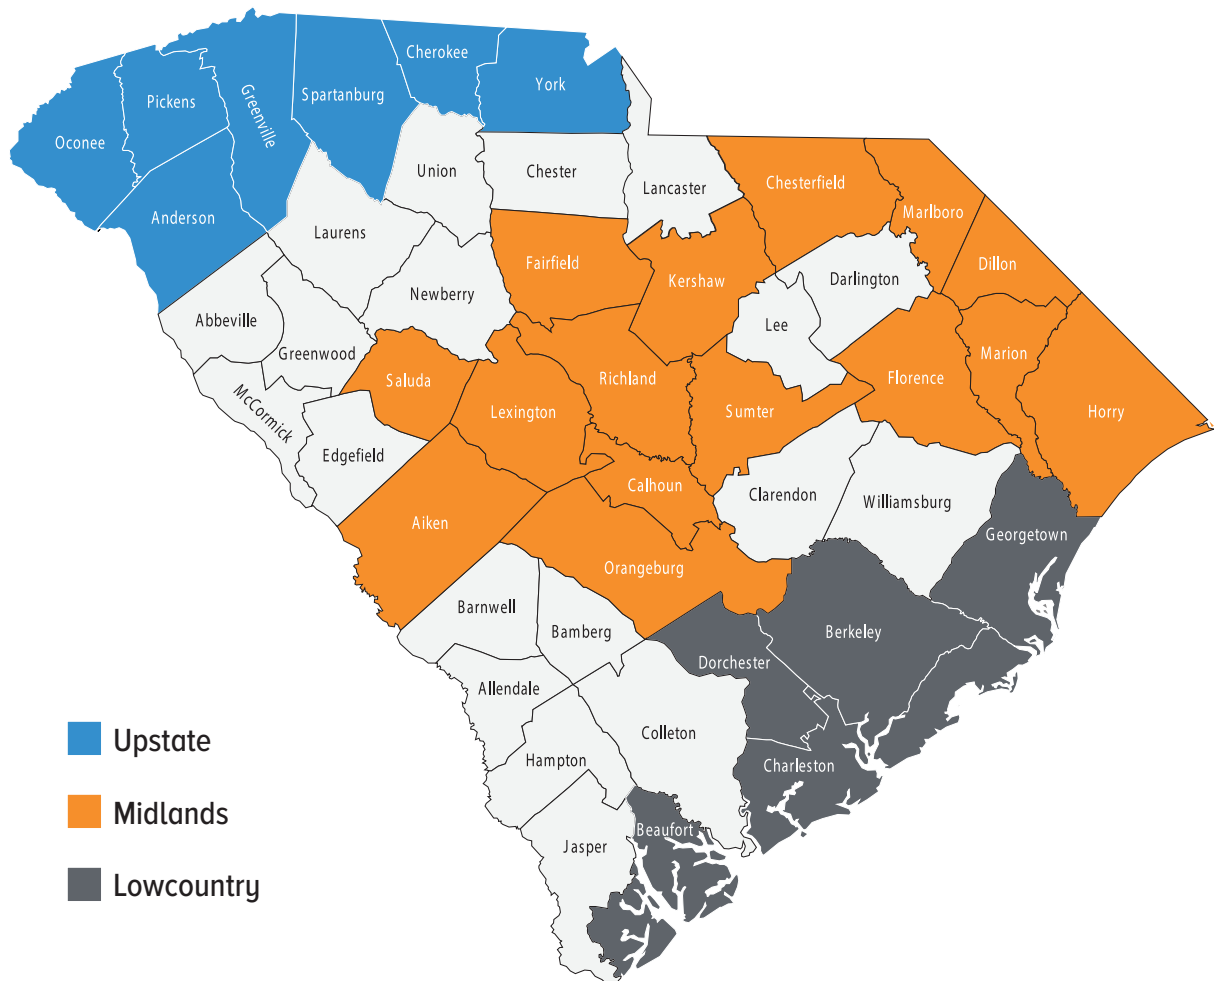 Cherokee
York
Spartanburg
Pickens
Greenville
Oconee
Union
Chester
Lancaster
Chesterfield
Marlboro
Anderson
Laurens
Fairfield
Kershaw
Dillon
Darlington
Newberry
Abbeville
Lee
Greenwood
Marion
Saluda
Richland
Florence
McCormick
Lexington
Sumter
Horry
Edgefield
Calhoun
Clarendon
Williamsburg
Aiken
Georgetown
Orangeburg
Barnwell
Bamberg
Berkeley
Dorchester
Allendale
Colleton
Upstate
Hampton
Charleston
Midlands
Beaufort
Jasper
Lowcountry